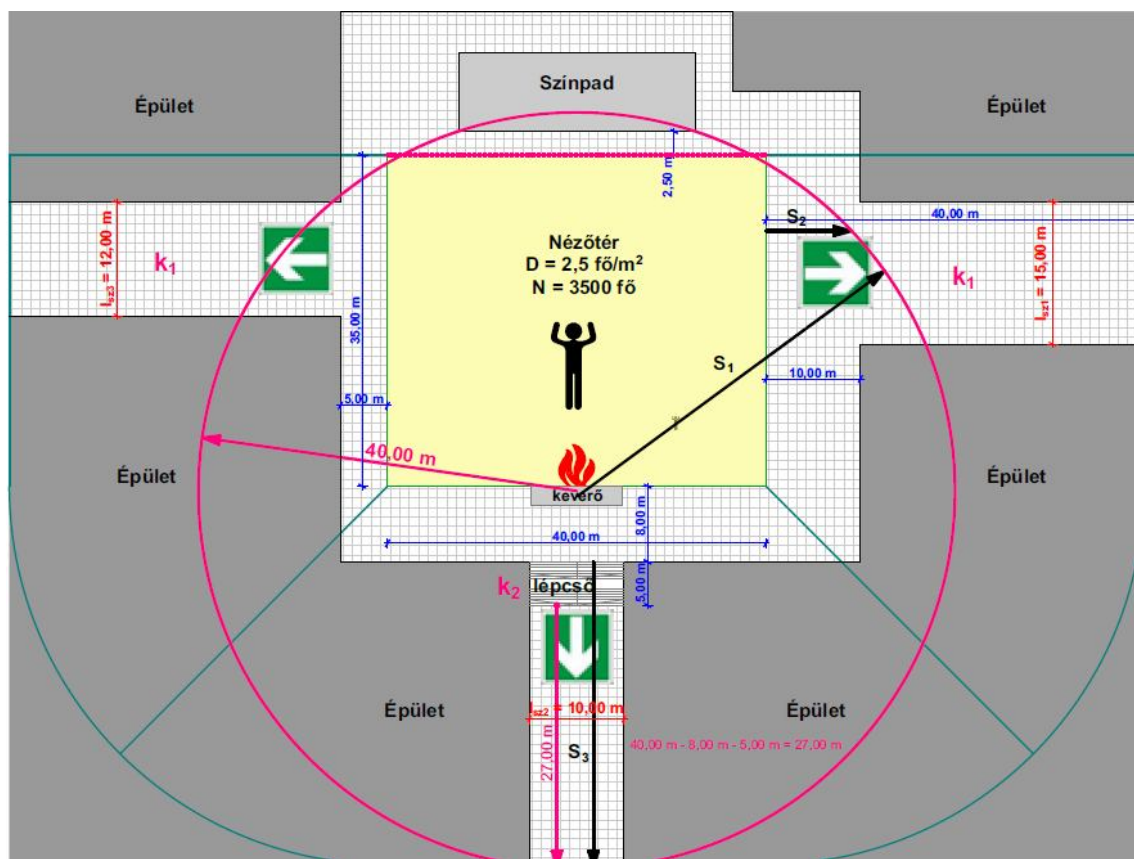 Színpad
Épület
Épület
2,50 m
40,00 m
S₂
lsz3 = 12,00 m
k₁
Nézőtér
D = 2,5 fő/m²
N = 3500 fő
k₁
lsz1 = 15,00 m
35,00 m
S₁
10,00 m
5,00 m
40,00 m
Épület
Épület
keverő
8,00 m
40,00 m
k₂
lépcső
5,00 m
Épület
Épület
lsz2 = 10,00 m
27,00 m
S₃
40,00 m - 8,00 m - 5,00 m = 27,00 m